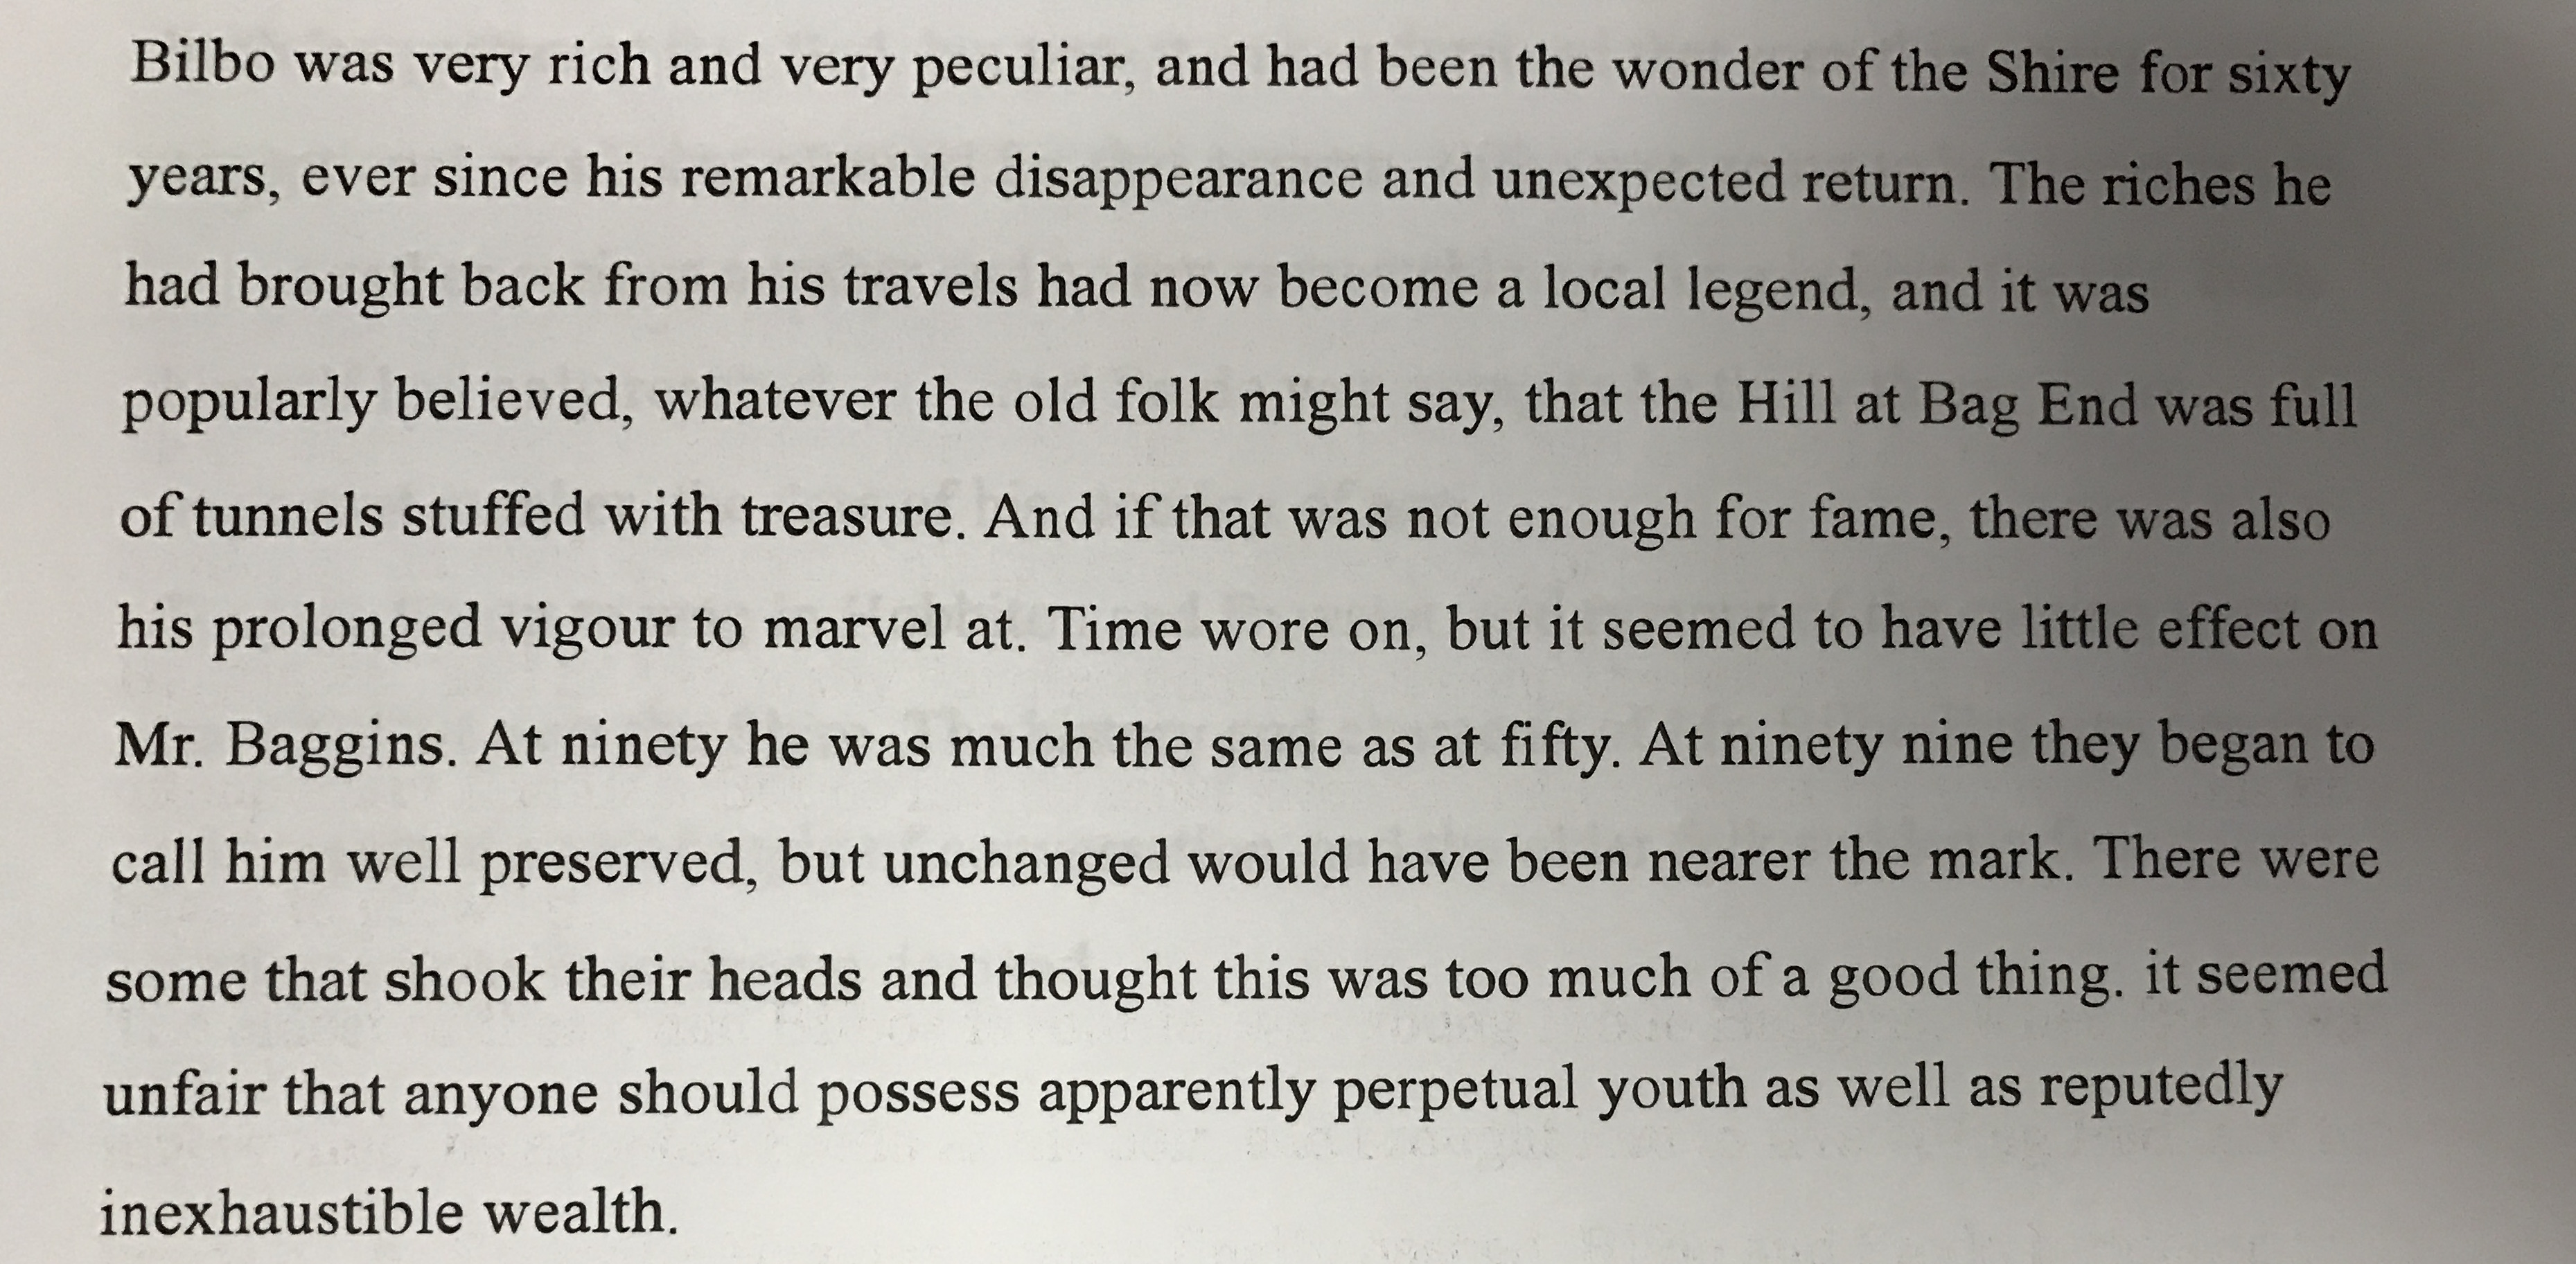 Bilbo was very rich and very peculiar, and had been the wonder of the Shire for sixty
years, ever since his remarkable disappearance and unexpected return. The riches he
had brought back from his travels had now become a local legend, and it was
popularly believed, whatever the old folk might say, that the Hill at Bag End was full
of tunnels stuffed with treasure. And if that was not enough for fame, there was also
his prolonged vigour to marvel at. Time wore on, but it seemed to have little effect on
Mr. Baggins. At ninety he was much the same as at fifty. At ninety nine they began to
call him well preserved, but unchanged would have been nearer the mark. There were
some that shook their heads and thought this was too much of a good thing. it seemed
unfair that anyone should possess apparently perpetual youth as well as reputedly
inexhaustible wealth.